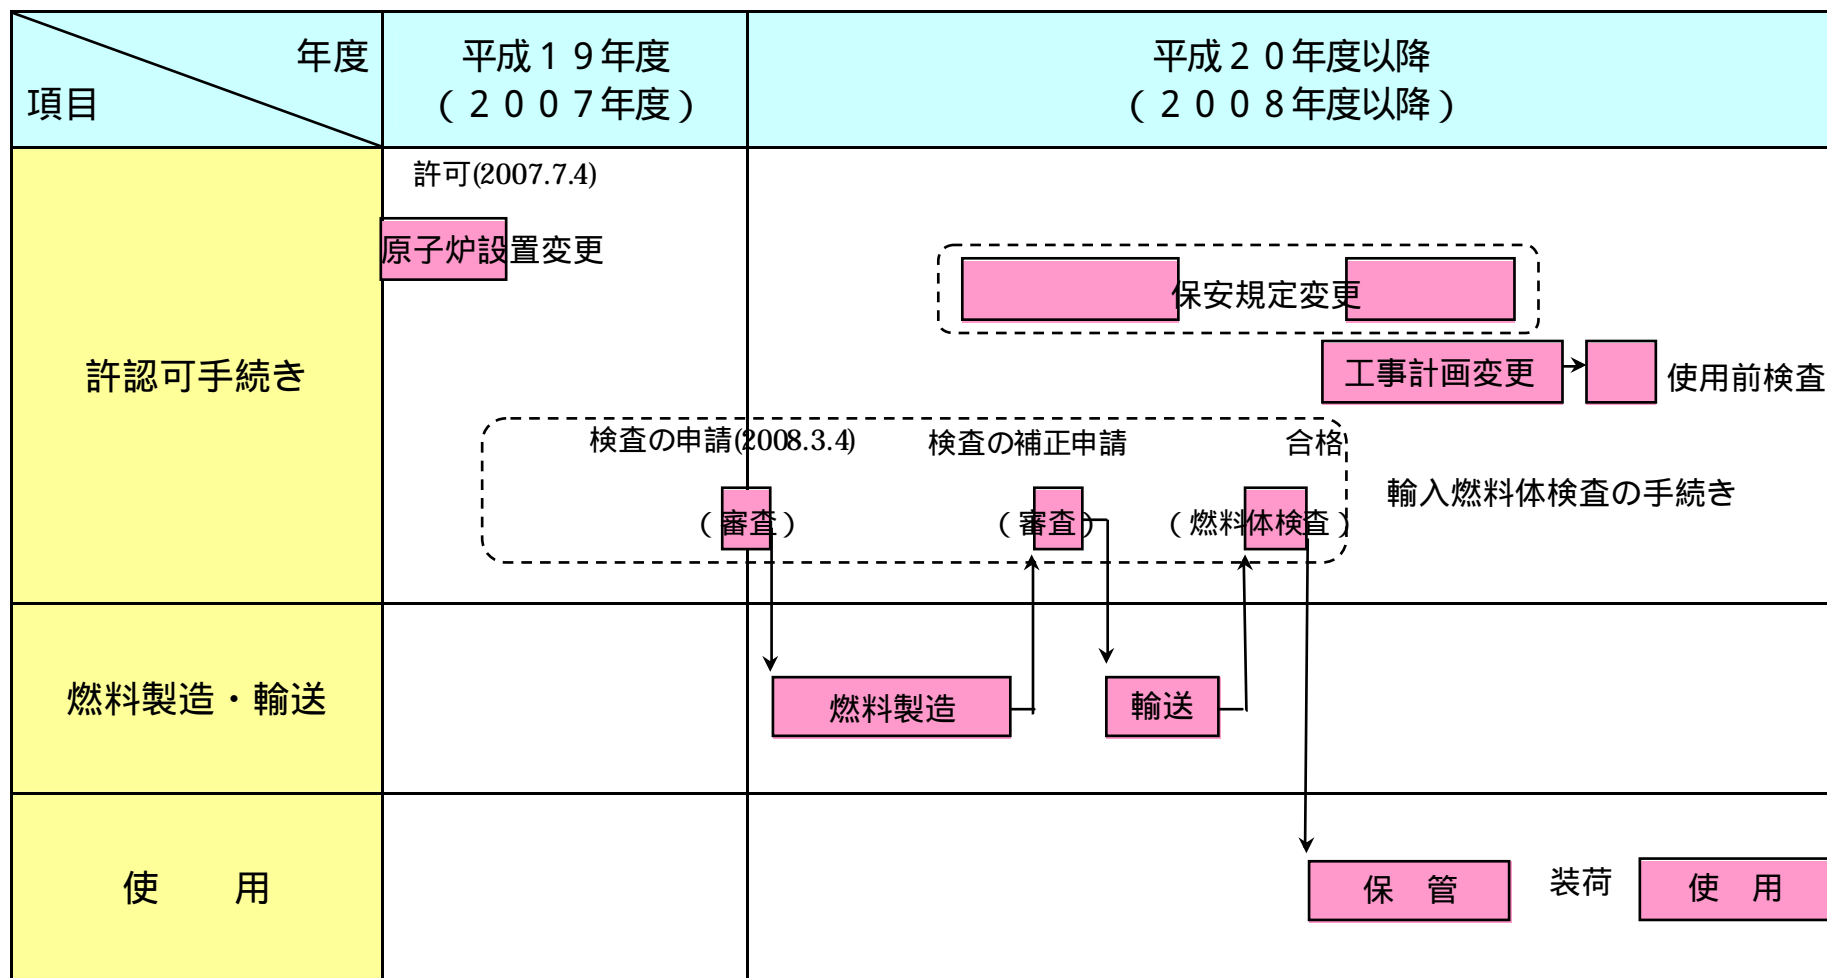 年度
項目
平成１９年度
（２００７年度）
平成２０年度以降
（２００８年度以降）
許認可手続き
許可(2007.7.4)
原子炉設置変更
保安規定変更
工事計画変更
使用前検査
検査の申請(2008.3.4)
検査の補正申請
合格
輸入燃料体検査の手続き
（審査）
（審査）
（燃料体検査）
燃料製造・輸送
燃料製造
輸送
使　　用
保　管
装荷
使　用